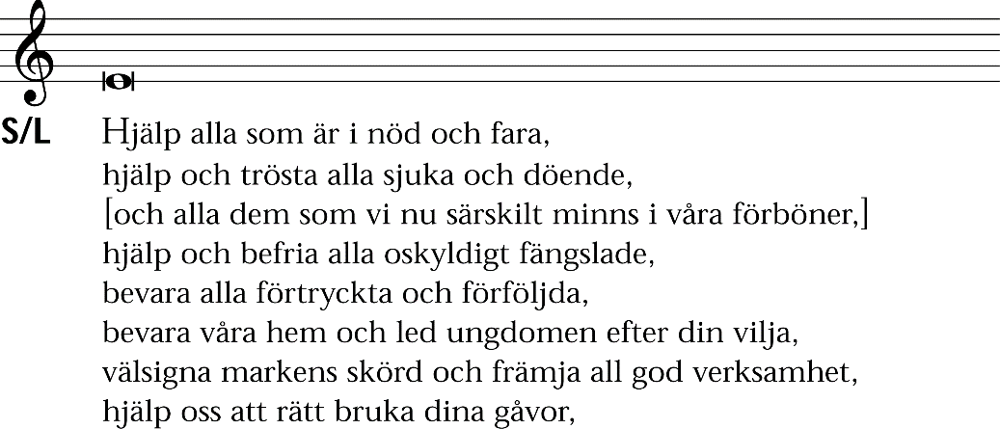 S/L Hjälp alla som är i nöd och fara,
hjälp och trösta alla sjuka och döende,
[och alla dem som vi nu särskilt minns i våra förböner,]
hjälp och befria alla oskyldigt fängslade,
bevara alla förtryckta och förföljda,
bevara våra hem och led ungdomen efter din vilja,
välsigna markens skörd och främja all god verksamhet,
hjälp oss att rätt bruka dina gåvor,